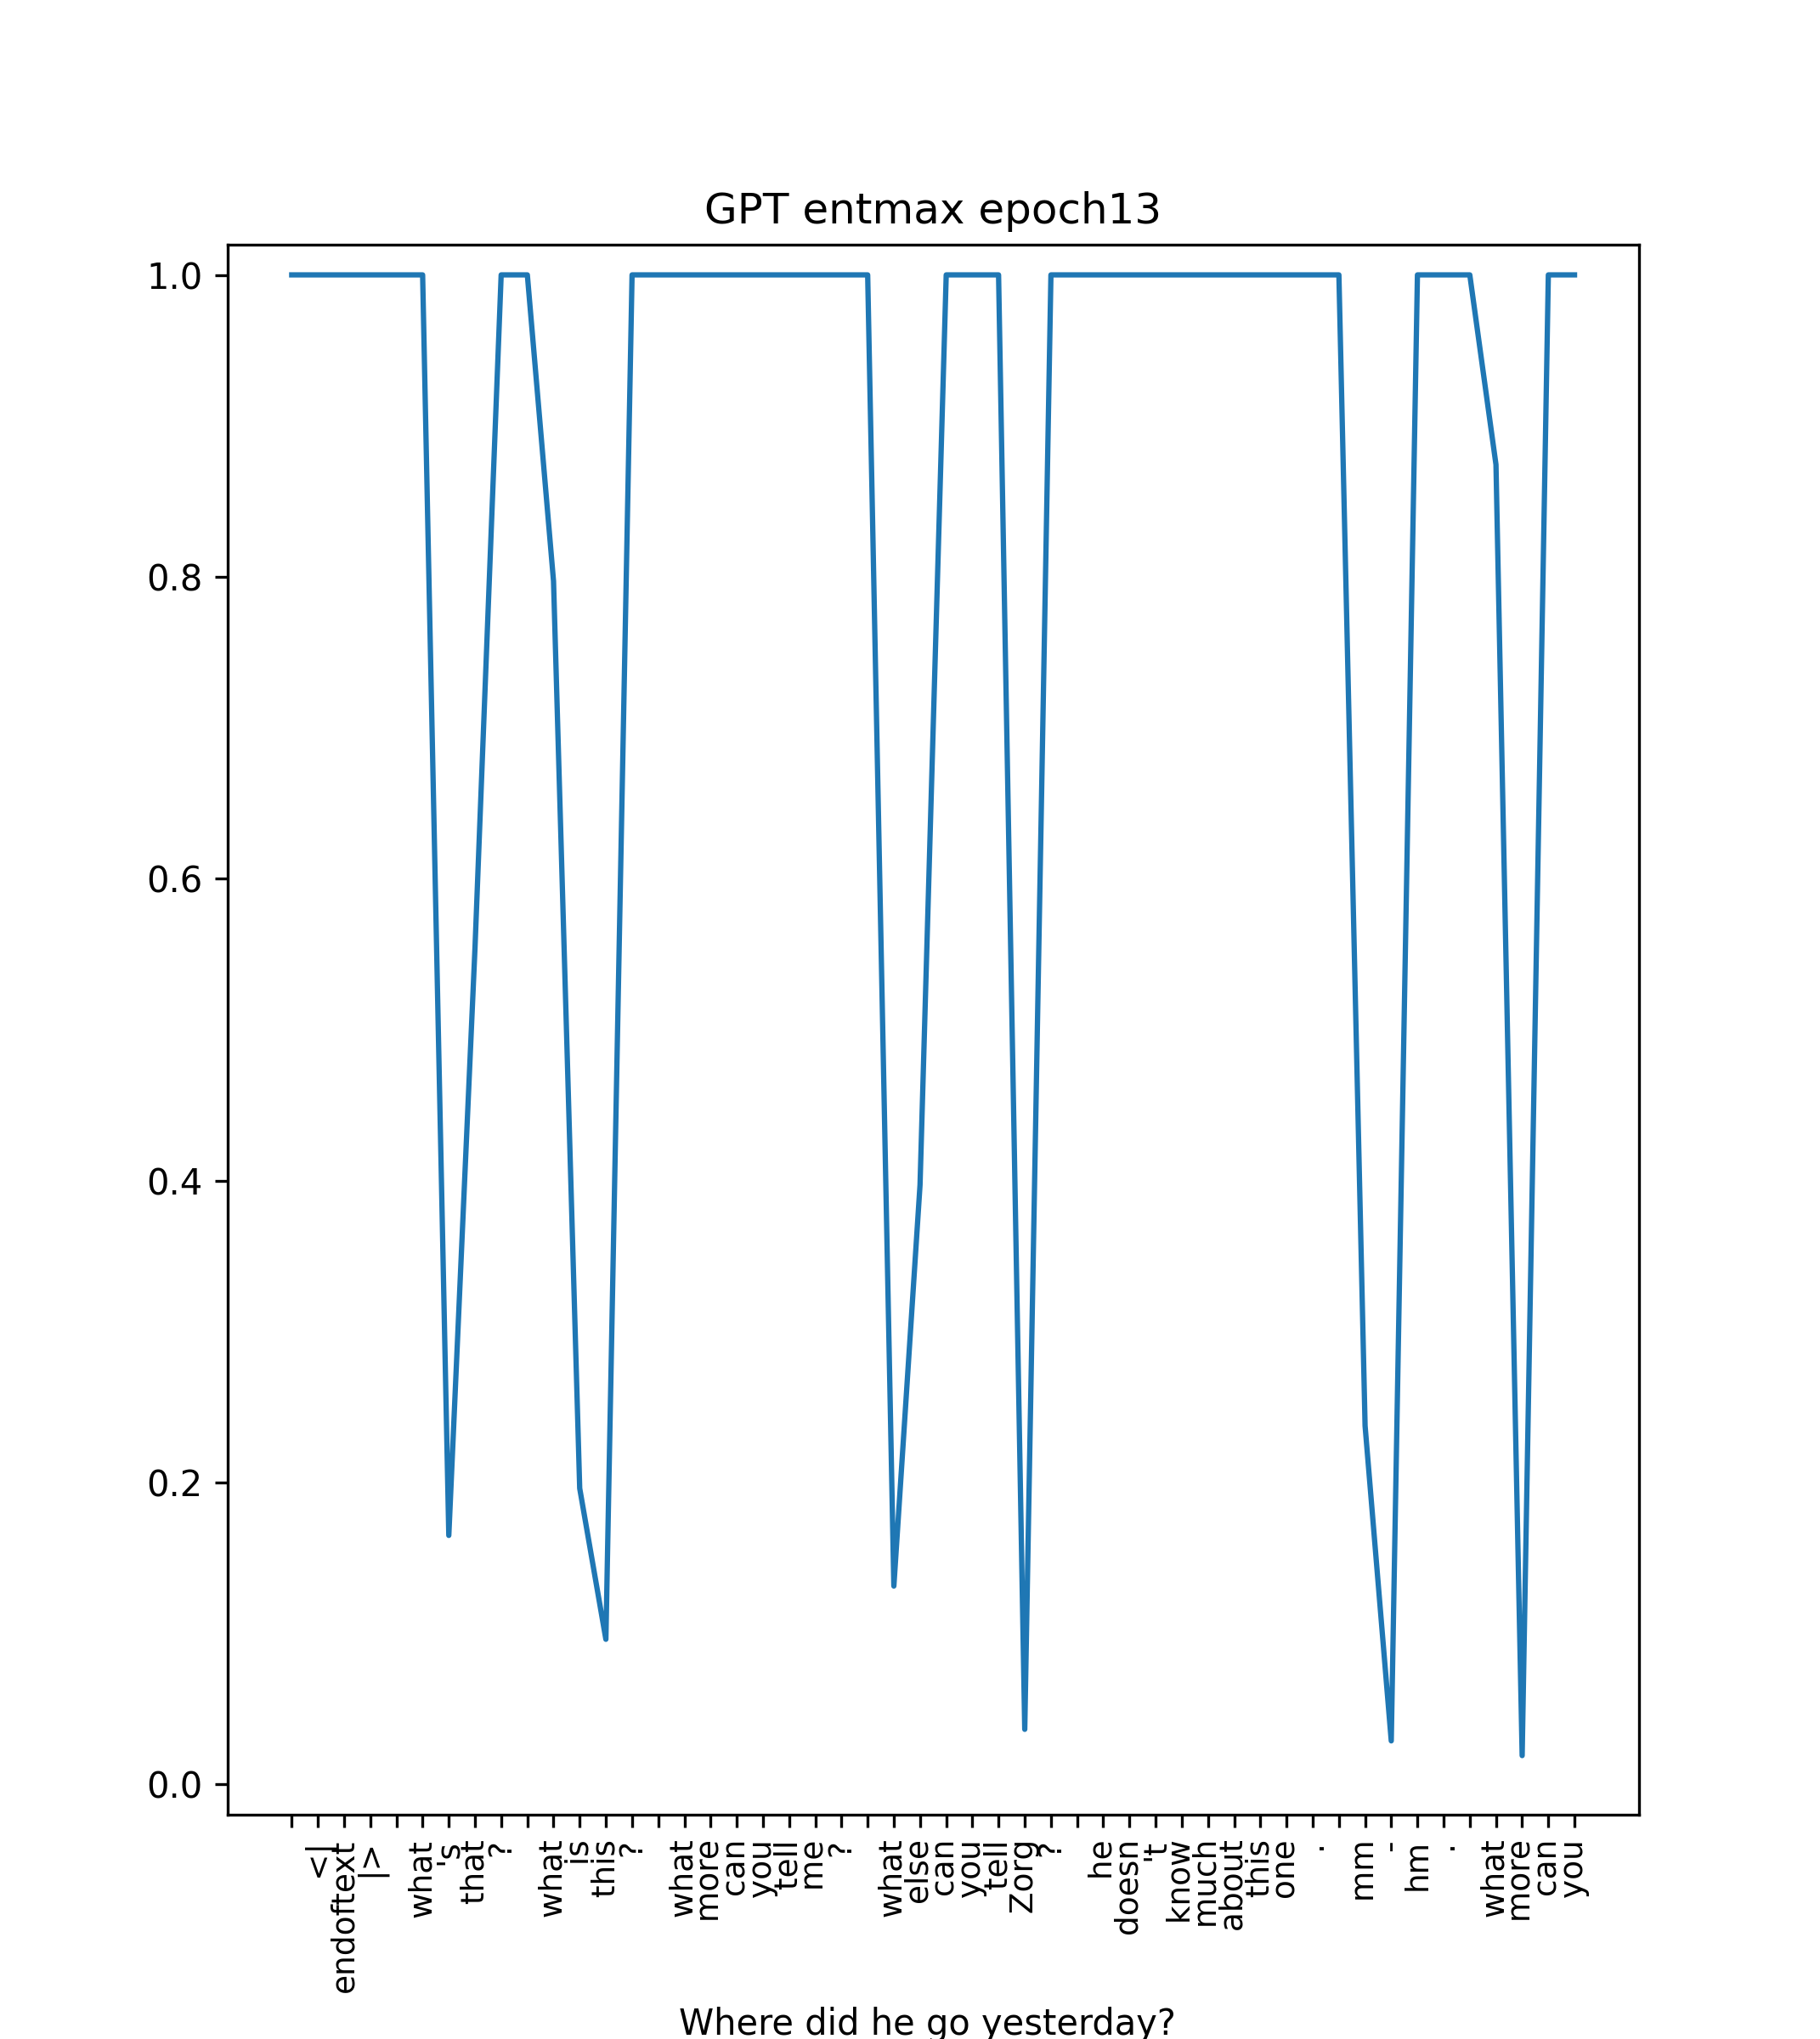 GPT entmax epoch13
1.0
0.8
0.6
0.4
0.2
0.0
<| endoftext |> what 's that ? what is this ? what more can you tell me ? what else can you tell Zorg ? he doesn 't know much about this one . mm - hm . what more can you
Where did he go yesterday?